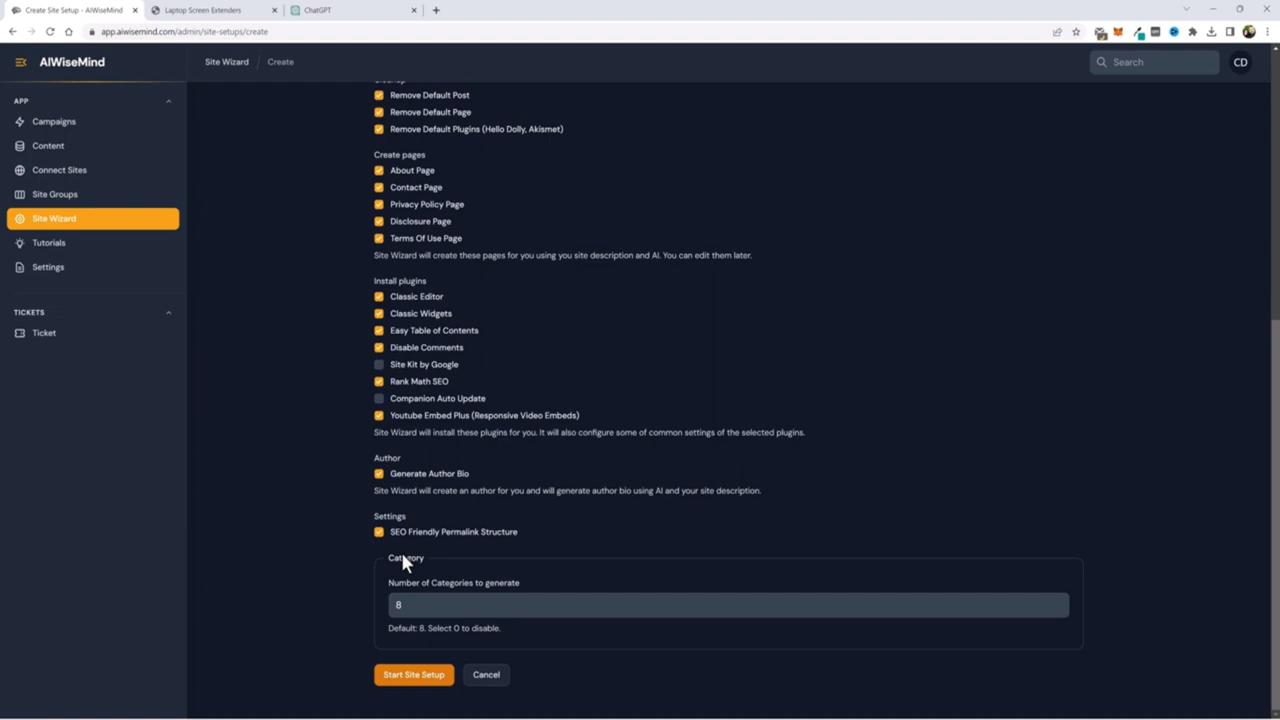 Create Site Setup - AIWiseMind
Laptop Screen Extenders
ChatGPT
app.aiwisemind.com/admin/site-setups/create
AIWiseMind
Site Wizard / Create
Search
CD
APP
Campaigns
Content
Connect Sites
Site Groups
Site Wizard
Tutorials
Settings
TICKETS
Ticket
Remove Default Post
Remove Default Page
Remove Default Plugins (Hello Dolly, Akismet)
Create pages
About Page
Contact Page
Privacy Policy Page
Disclosure Page
Terms Of Use Page
Site Wizard will create these pages for you using you site description and AI. You can edit them later.
Install plugins
Classic Editor
Classic Widgets
Easy Table of Contents
Disable Comments
Site Kit by Google
Rank Math SEO
Companion Auto Update
Youtube Embed Plus (Responsive Video Embeds)
Site Wizard will install these plugins for you. It will also configure some of common settings of the selected plugins.
Author
Generate Author Bio
Site Wizard will create an author for you and will generate author bio using AI and your site description.
Settings
SEO Friendly Permalink Structure
Category
Number of Categories to generate
8
Default: 8. Select 0 to disable.
Start Site Setup
Cancel